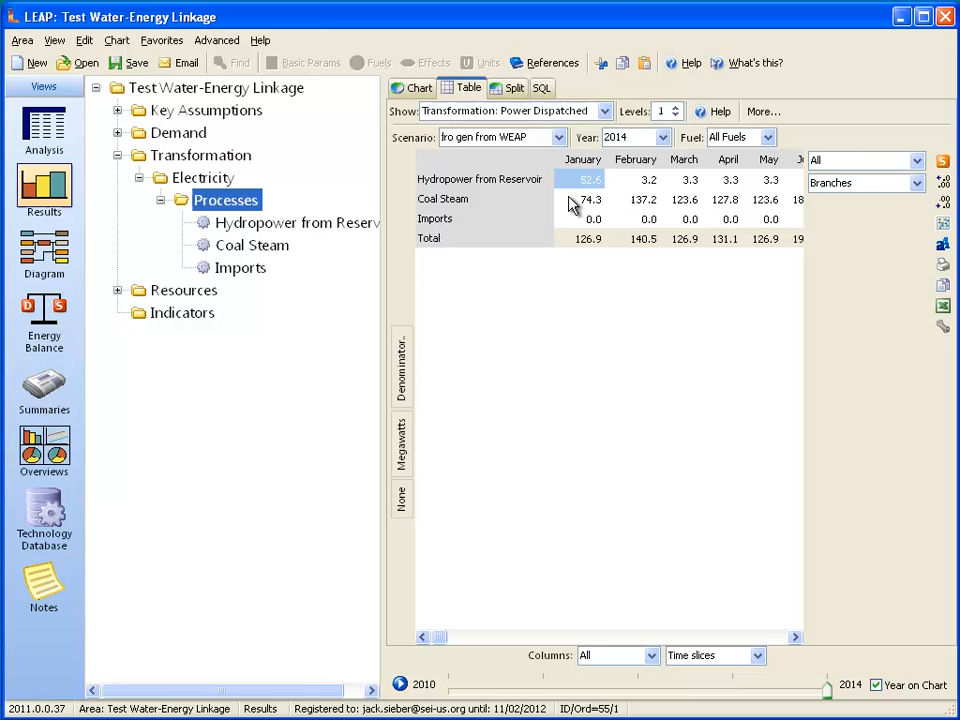 LEAP: Test Water-Energy Linkage
Area View Edit Chart Favorites Advanced Help
New Open Save Email Find Basic Params Fuels Effects Units References Help What's this?
Views
Analysis
Results
Diagram
Energy
Balance
Summaries
Overviews
Technology
Database
Notes
Test Water-Energy Linkage
Key Assumptions
Demand
Transformation
Electricity
Processes
Hydropower from Reserv
Coal Steam
Imports
Resources
Indicators
Chart Table Split SQL
Show: Transformation: Power Dispatched Levels: 1 Help More...
Scenario: dro gen from WEAP Year: 2014 Fuel: All Fuels
January February March April May Ju
Hydropower from Reservoir 52.6 3.2 3.3 3.3 3.3
Coal Steam 74.3 137.2 123.6 127.8 123.6 18
Imports 0.0 0.0 0.0 0.0 0.0
Total 126.9 140.5 126.9 131.1 126.9 19
All
Branches
Denominator...
Megawatts
None
Columns: All Time slices
2010 2014 Year on Chart
2011.0.0.37 Area: Test Water-Energy Linkage Results Registered to: jack.sieber@sei-us.org until: 11/02/2012 ID/Ord=55/1